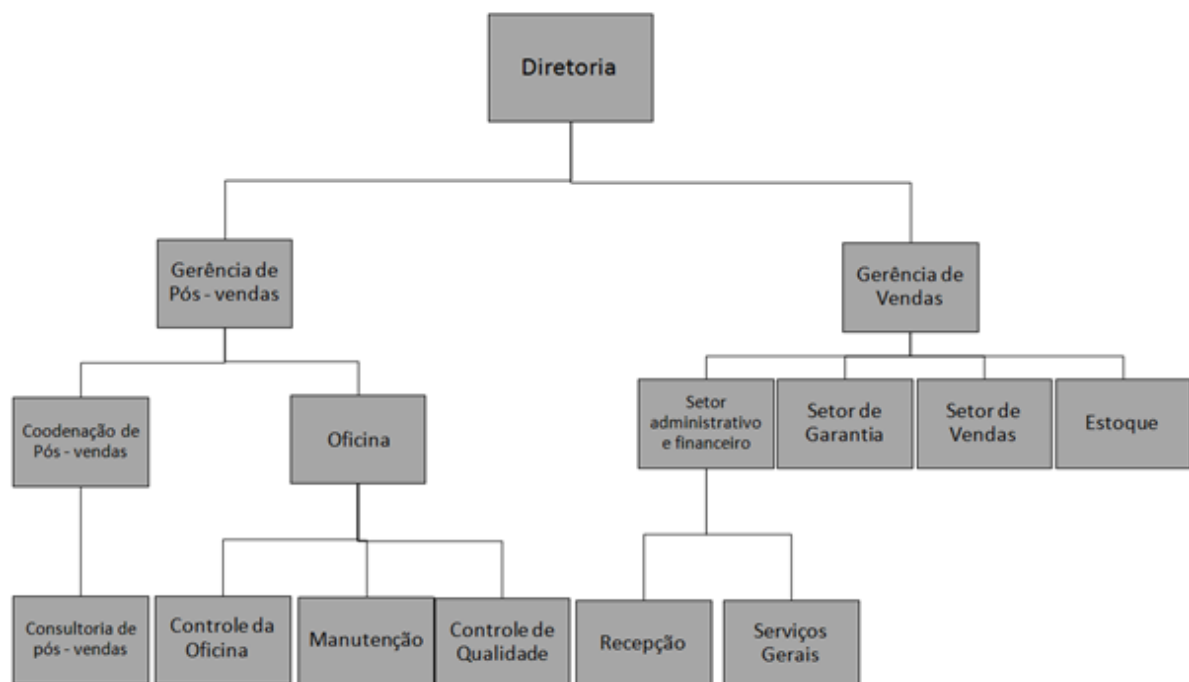 Diretoria
Gerência de
Pós - vendas
Gerência de
Vendas
Coodenação de
Pós - vendas
Oficina
Setor
administrativo
e financeiro
Setor de
Garantia
Setor de
Vendas
Estoque
Consultoria de
pós - vendas
Controle da
Oficina
Manutenção
Controle de
Qualidade
Recepção
Serviços
Gerais